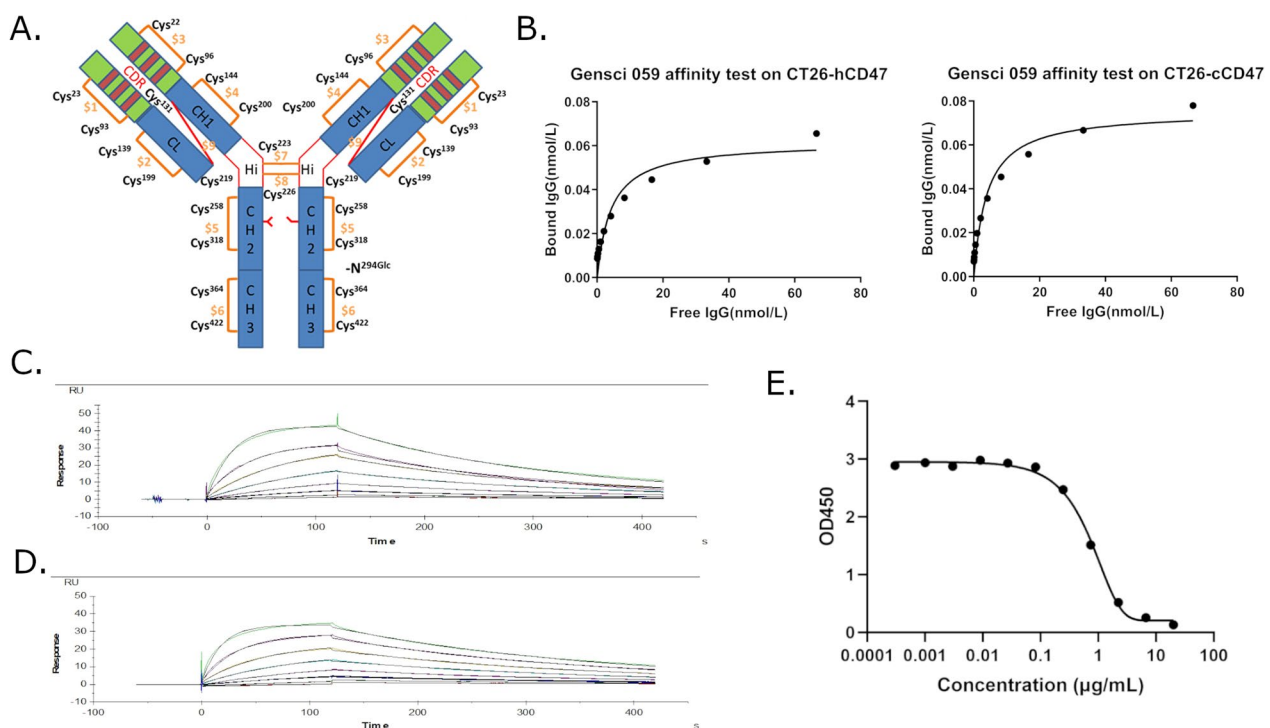 A.
Cys22
$3
Cys96
Cys144
$4
Cys200
CH1
CDR
Cys131
Cys23
$1
Cys93
Cys139
$2
Cys199
CL
$9
Cys219
Hi
Cys223
$7
$8
Cys226
Hi
Cys219
$3
Cys96
Cys144
$4
Cys200
CH1
CDR
Cys131
Cys23
$1
Cys93
Cys139
$2
Cys199
CL
$9
Cys258
$5
Cys318
CH2
CH2
Cys258
$5
Cys318
-N294Glc
Cys364
$6
Cys422
CH3
CH3
Cys364
$6
Cys422
B.
Gensci 059 affinity test on CT26-hCD47
Bound IgG(nmol/L)
0.08
0.06
0.04
0.02
0.00
0 20 40 60 80
Free IgG(nmol/L)
Gensci 059 affinity test on CT26-cCD47
Bound IgG(nmol/L)
0.08
0.06
0.04
0.02
0.00
0 20 40 60 80
Free IgG(nmol/L)
C.
RU
Response
50
40
30
20
10
0
-10
-100 0 100 200 300 400
Time
s
D.
RU
Response
50
40
30
20
10
0
-10
-100 0 100 200 300 400
Time
s
E.
OD450
4
3
2
1
0
0.0001 0.001 0.01 0.1 1 10 100
Concentration (µg/mL)